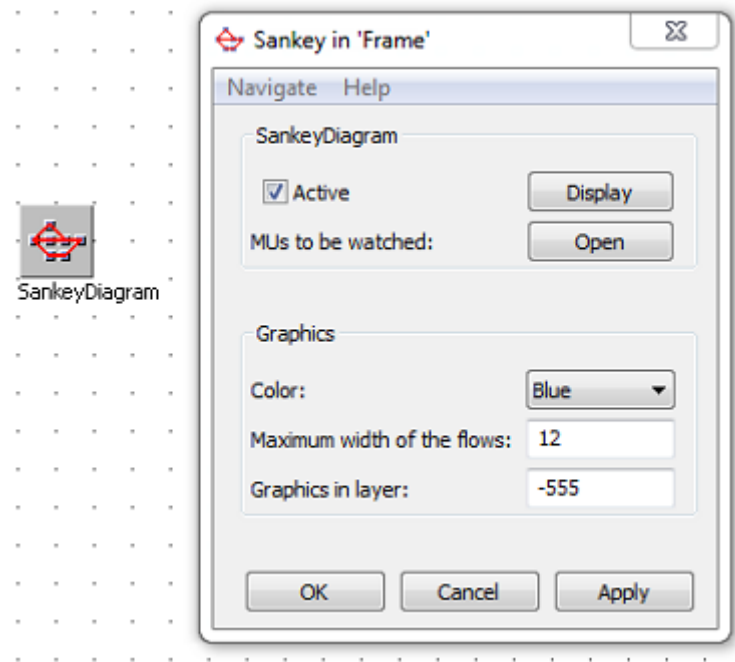 Sankey in 'Frame'
Navigate Help
SankeyDiagram
Active Display
MUs to be watched: Open
SankeyDiagram
Graphics
Color: Blue
Maximum width of the flows: 12
Graphics in layer: -555
OK Cancel Apply